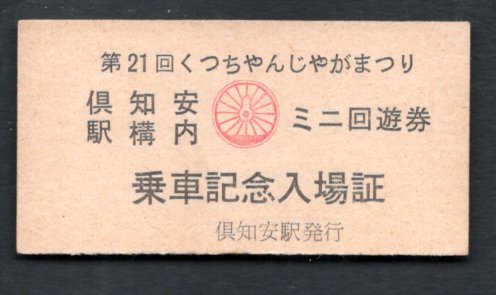 第21回くつちやんじやがまつり
倶知安
駅構内
ミニ回遊券
乗車記念入場証
倶知安駅発行